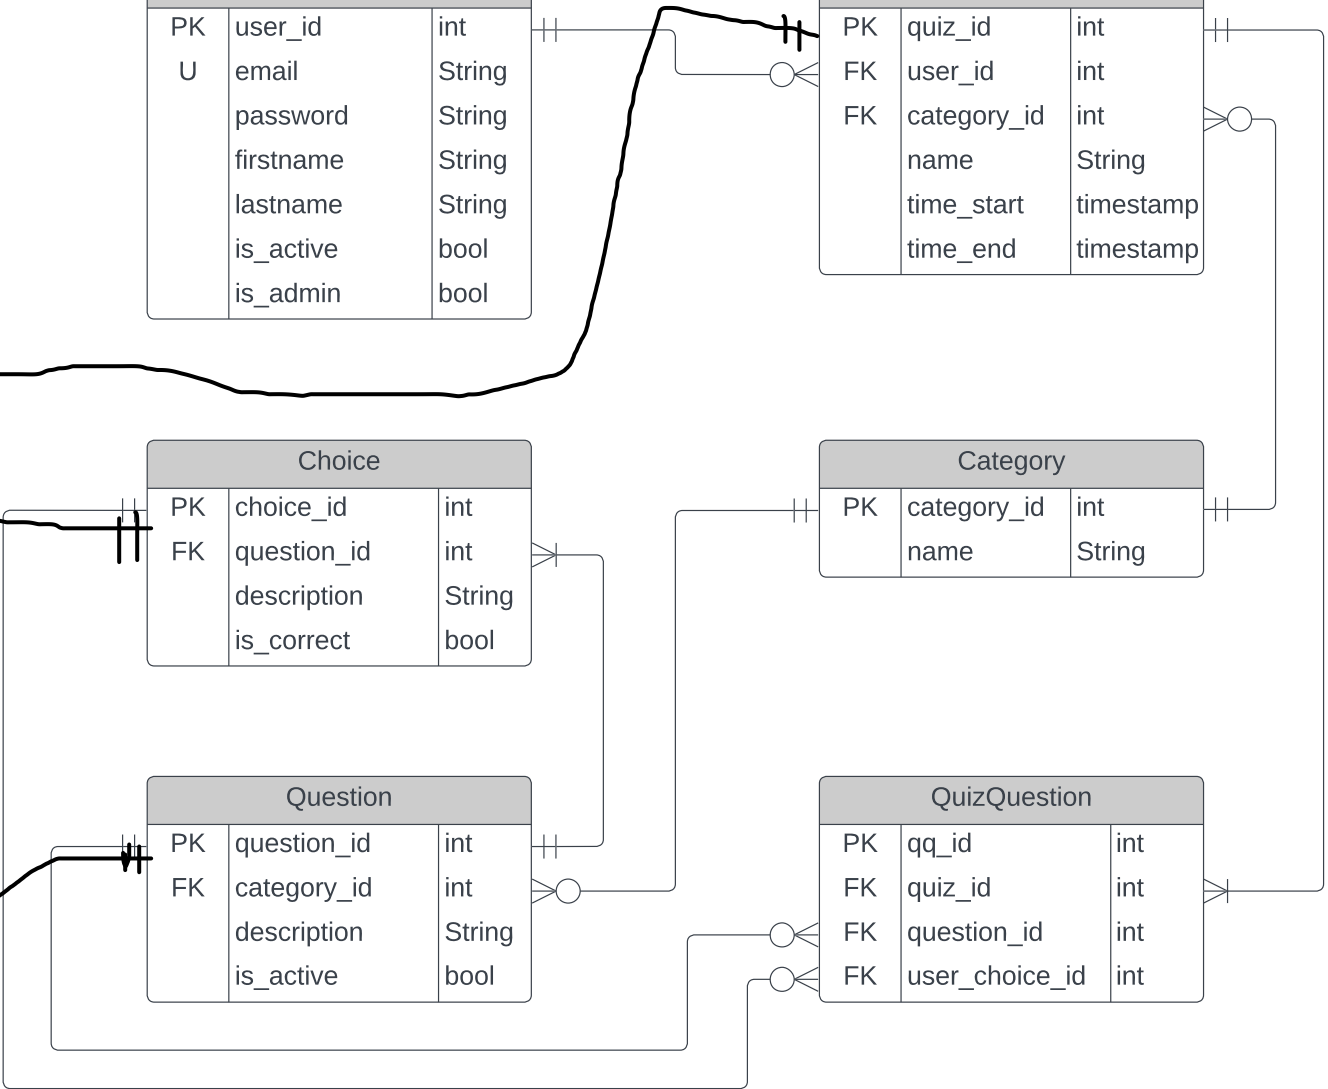 PK user_id int
U email String
password String
firstname String
lastname String
is_active bool
is_admin bool
PK quiz_id int
FK user_id int
FK category_id int
name String
time_start timestamp
time_end timestamp
Choice
PK choice_id int
FK question_id int
description String
is_correct bool
Category
PK category_id int
name String
Question
PK question_id int
FK category_id int
description String
is_active bool
QuizQuestion
PK qq_id int
FK quiz_id int
FK question_id int
FK user_choice_id int